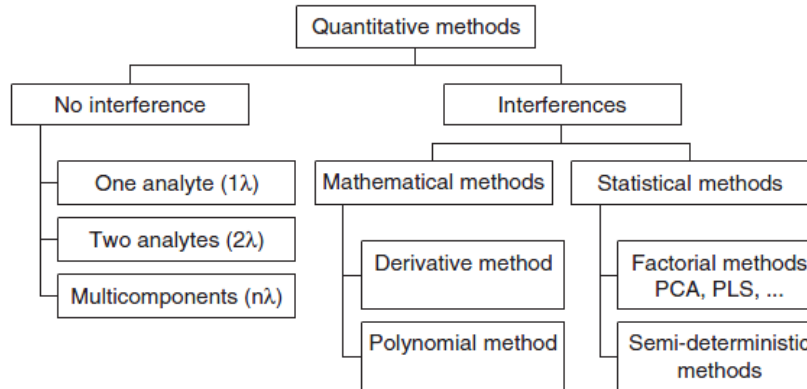 Quantitative methods
No interference
Interferences
One analyte (1λ)
Two analytes (2λ)
Multicomponents (nλ)
Mathematical methods
Statistical methods
Derivative method
Polynomial method
Factorial methods
PCA, PLS, ...
Semi-deterministic
methods